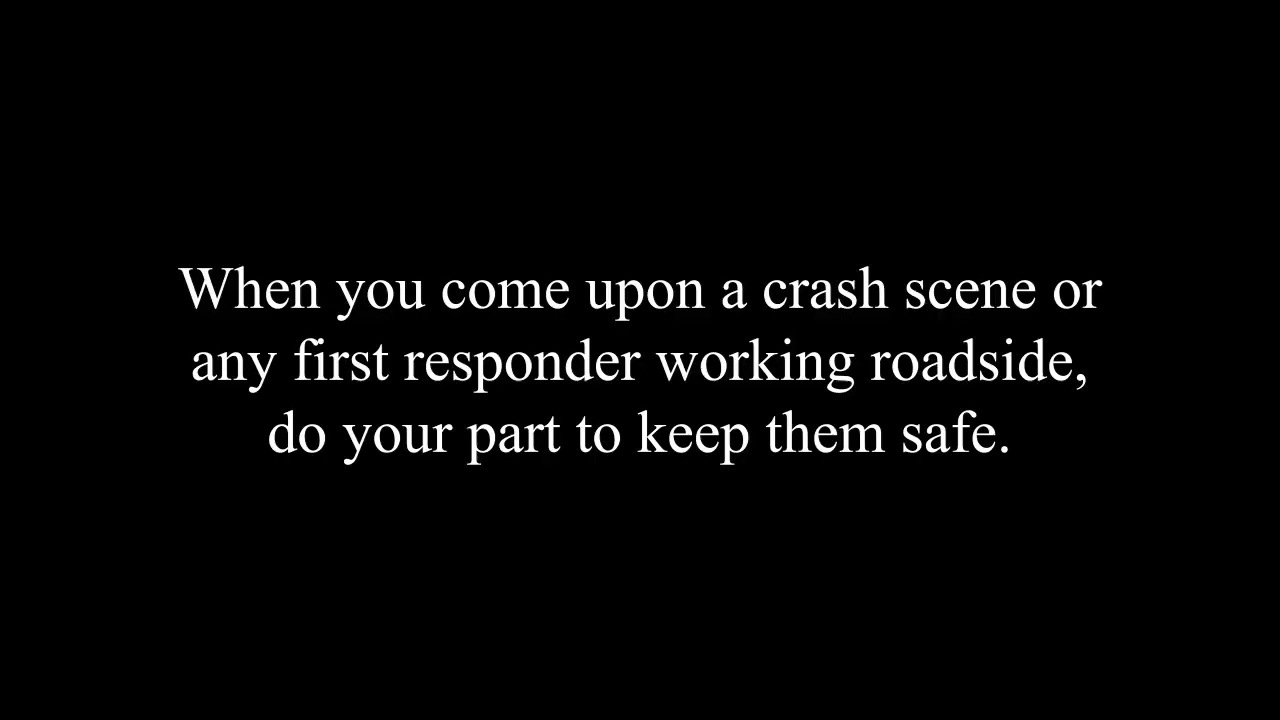 When you come upon a crash scene or
any first responder working roadside,
do your part to keep them safe.